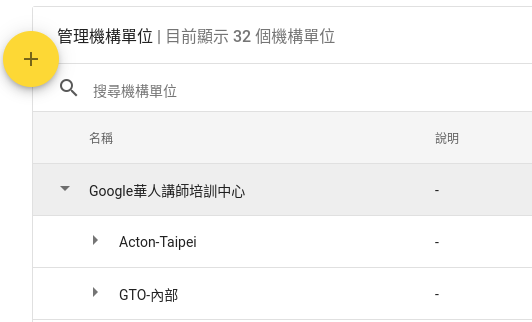 管理機構單位 | 目前顯示 32 個機構單位
搜尋機構單位
名稱 說明
Google華人講師培訓中心 -
Acton-Taipei -
GTO-內部 -